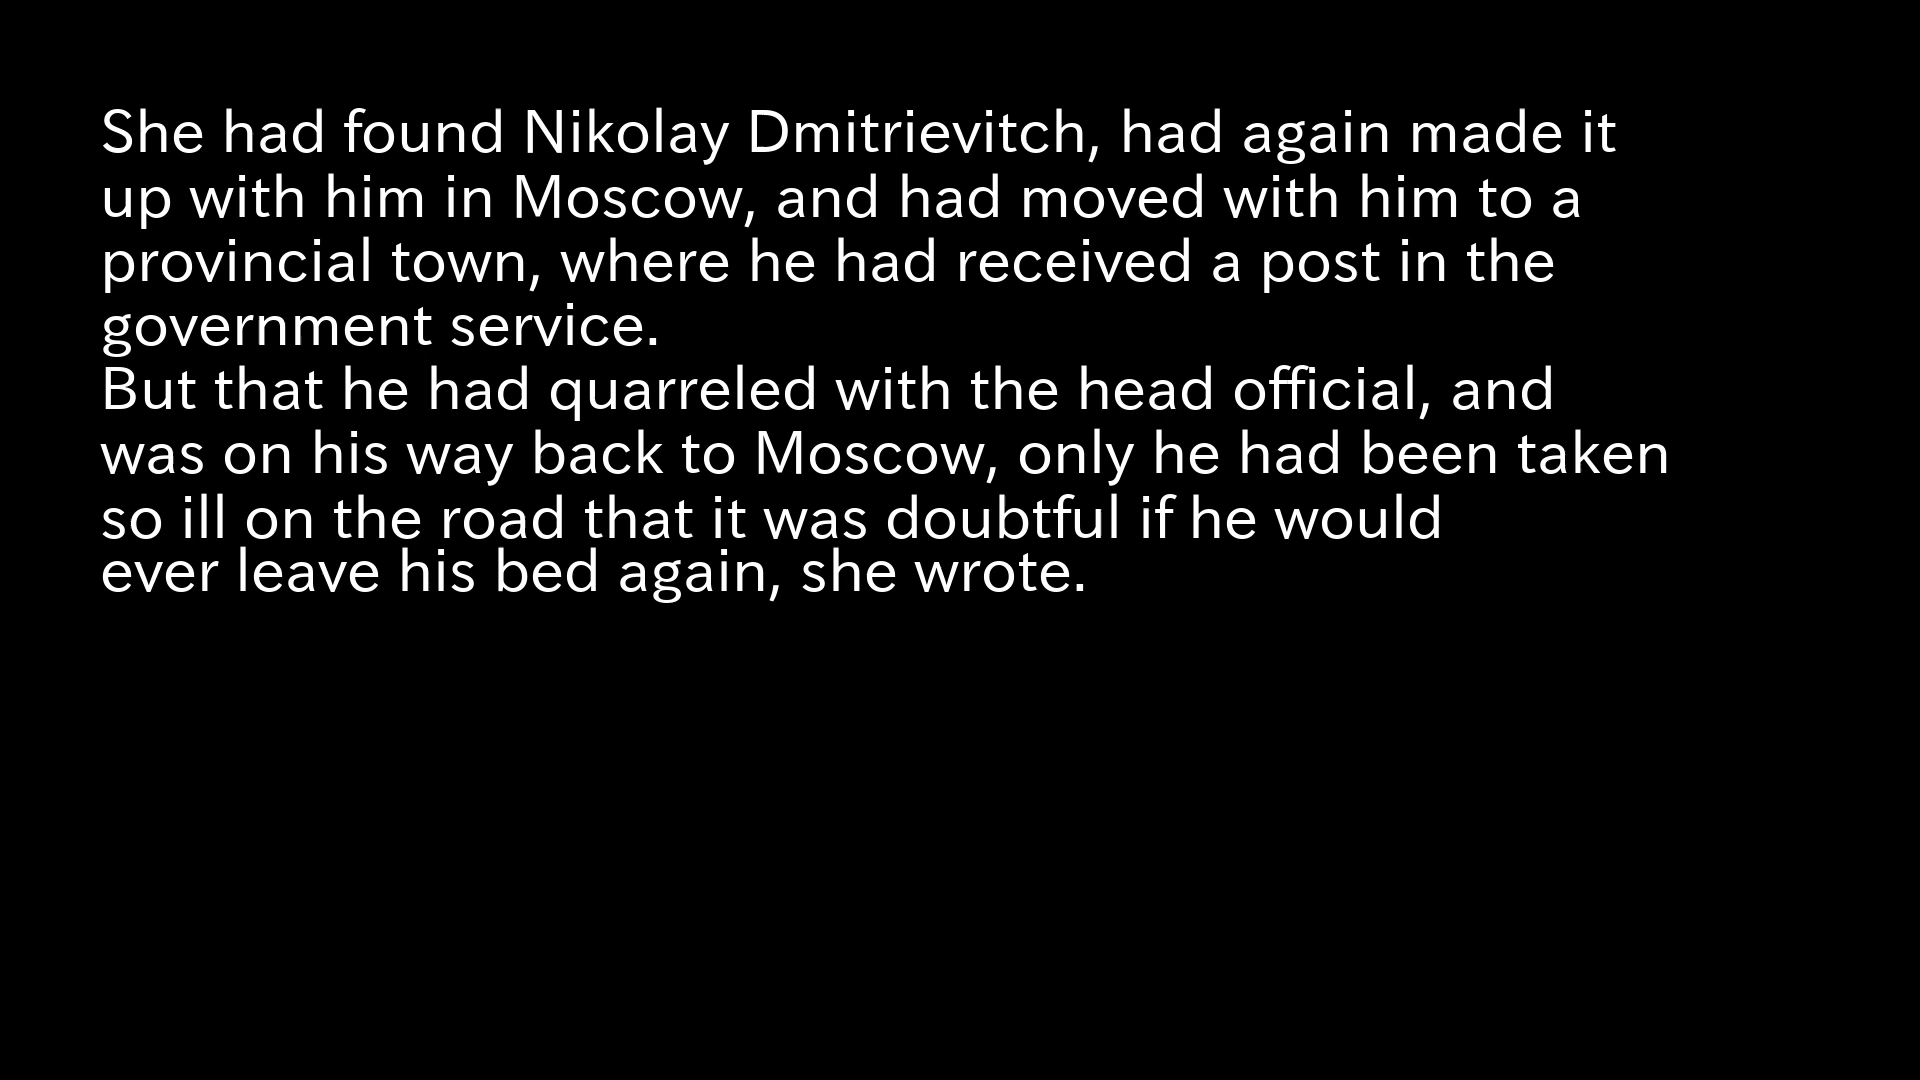 She had found Nikolay Dmitrievitch, had again made it
up with him in Moscow, and had moved with him to a
provincial town, where he had received a post in the
government service.
But that he had quarreled with the head official, and
was on his way back to Moscow, only he had been taken
so ill on the road that it was doubtful if he would
ever leave his bed again, she wrote.